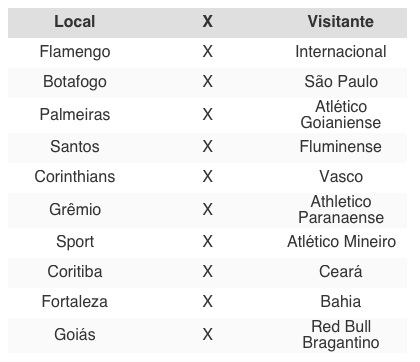 Local X Visitante
Flamengo X Internacional
Botafogo X São Paulo
Palmeiras X Atlético
Goianiense
Santos X Fluminense
Corinthians X Vasco
Grêmio X Athletico
Paranaense
Sport X Atlético Mineiro
Coritiba X Ceará
Fortaleza X Bahia
Goiás X Red Bull
Bragantino